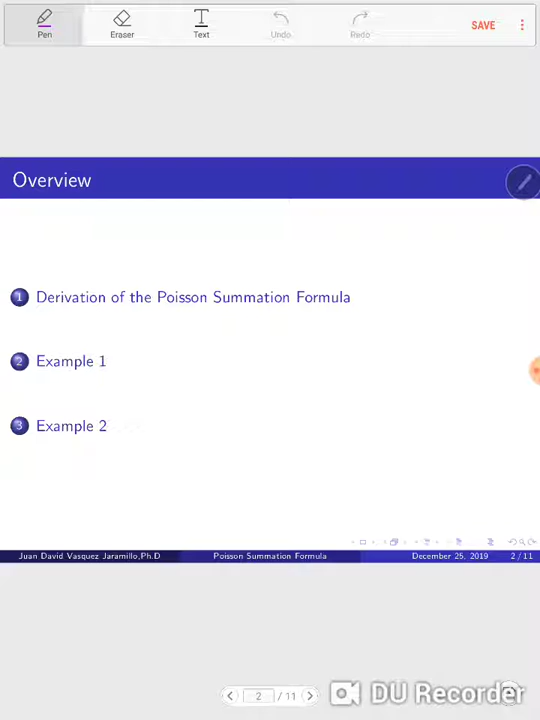 Pen
Eraser
Text
Undo
Redo
SAVE
Overview
1 Derivation of the Poisson Summation Formula
2 Example 1
3 Example 2
Juan David Vasquez Jaramillo,Ph.D Poisson Summation Formula December 25, 2019 2 / 11
2 / 11
DU Recorder